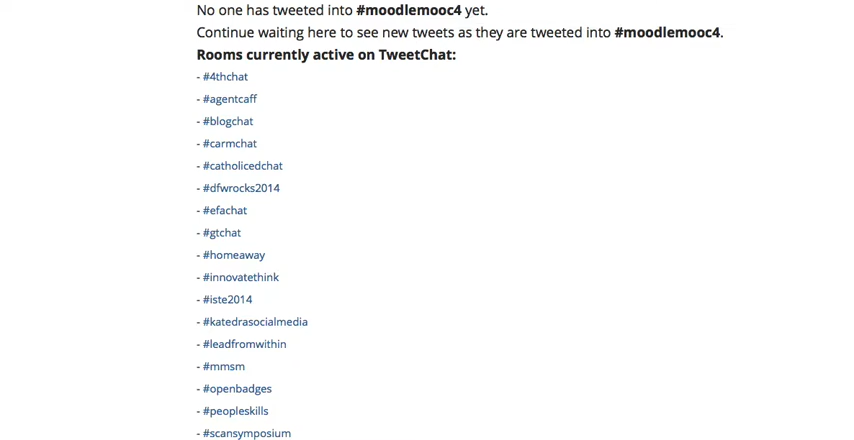 No one has tweeted into #moodlemooc4 yet.
Continue waiting here to see new tweets as they are tweeted into #moodlemooc4.
Rooms currently active on TweetChat:
- #4thchat
- #agentcaff
- #blogchat
- #carmchat
- #catholicedchat
- #dfwrocks2014
- #efachat
- #gtchat
- #homeaway
- #innovatethink
- #iste2014
- #katedrasocialmedia
- #leadfromwithin
- #mmsm
- #openbadges
- #peopleskills
- #scansymposium